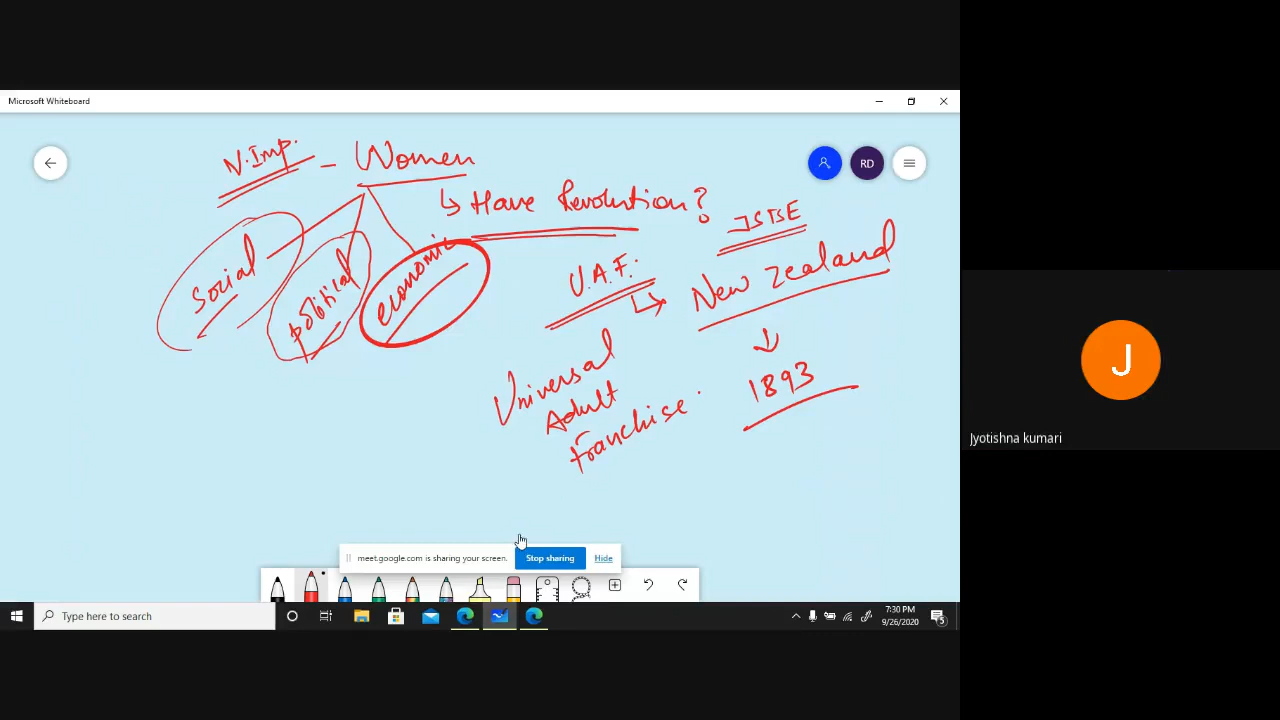 Microsoft Whiteboard
V.Imp. - Women
↳ Have Revolution?
Social
political
economic
U.A.F. ↳ New Zealand
↓
1893
Universal
Adult
Franchise.
RD
J
Jyotishna kumari
meet.google.com is sharing your screen.
Stop sharing
Hide
Type here to search
7:30 PM
9/26/2020
5